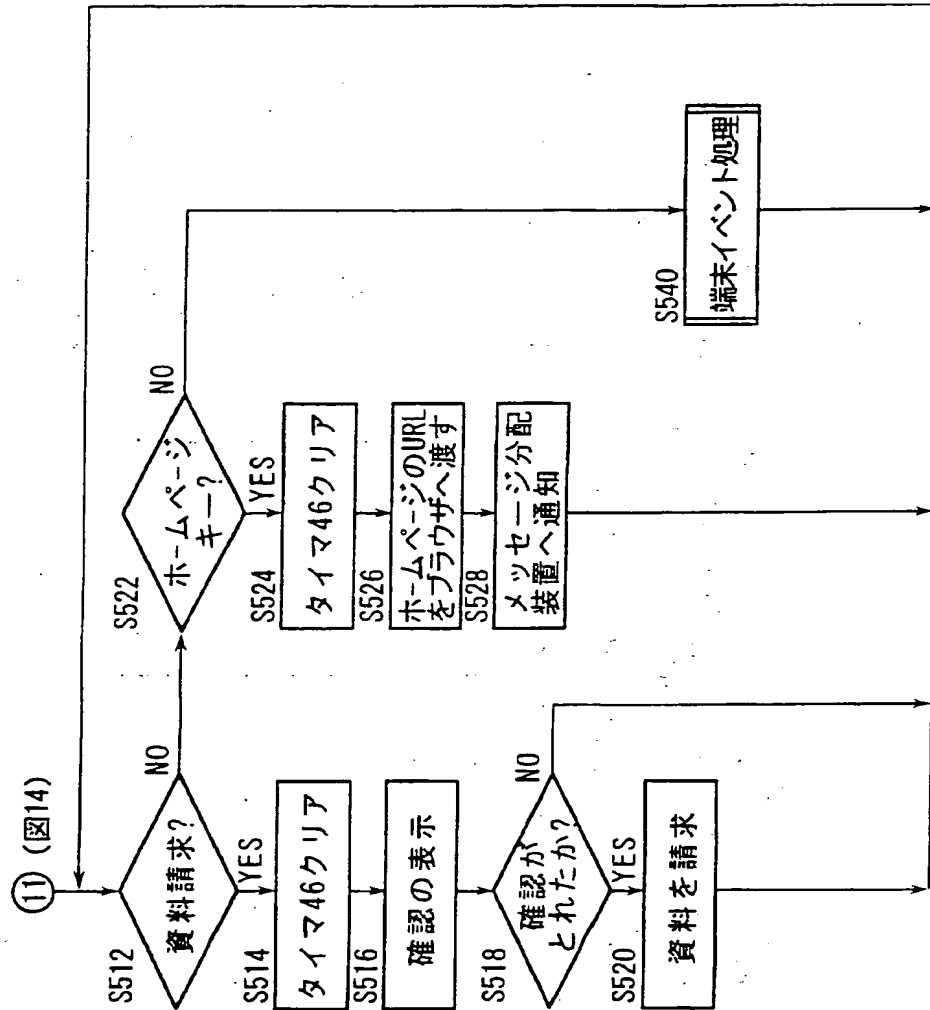 ⑪ (図14)
S512
資料請求?
NO
YES
S514
タイマ46クリア
S516
確認の表示
S518
確認が
とれたか?
NO
YES
S520
資料を請求
S522
ホームページ
キー?
NO
YES
S524
タイマ46クリア
S526
ホームページのURL
をブラウザへ渡す
S528
メッセージ分配
装置へ通知
S540
端末イベント処理